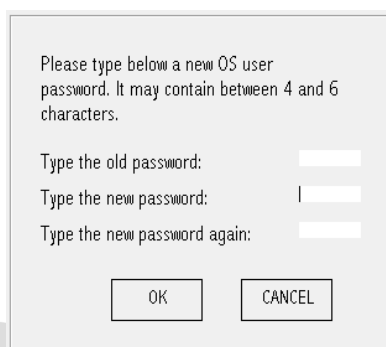 Please type below a new OS user
password. It may contain between 4 and 6
characters.
Type the old password:
Type the new password:
Type the new password again:
OK
CANCEL